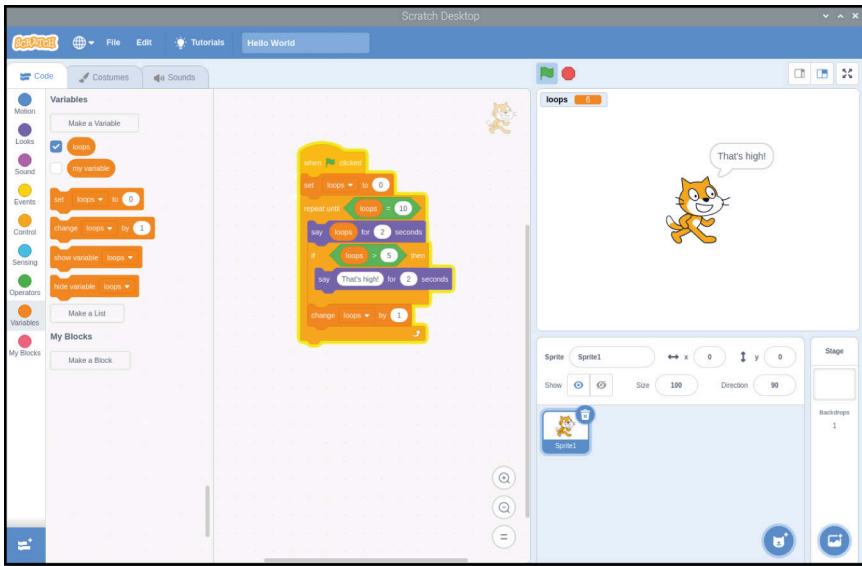 Scratch Desktop
SCRATCH File Edit Tutorials Hello World
Code Costumes Sounds
Motion
Looks
Sound
Events
Control
Sensing
Operators
Variables
My Blocks
Variables
Make a Variable
loops
my variable
set loops to 0
change loops by 1
show variable loops
hide variable loops
Make a List
My Blocks
Make a Block
when clicked
set loops to 0
repeat until loops = 10
say loops for 2 seconds
if loops > 5 then
say That's high! for 2 seconds
change loops by 1
loops 6
That's high!
Sprite Sprite1 x 0 y 0
Show Size 100 Direction 90
Sprite1
Stage
Backdrops
1